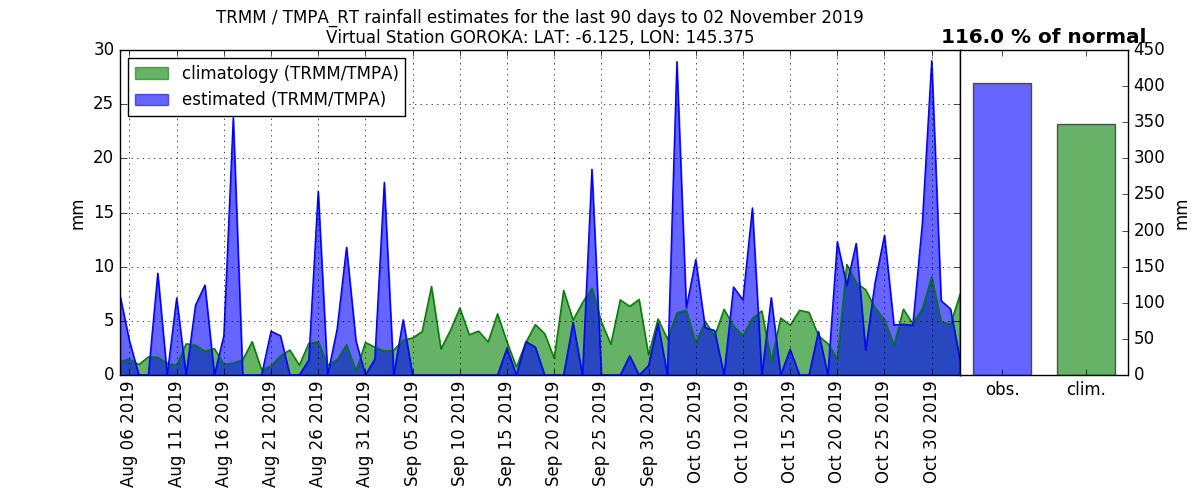 TRMM / TMPA_RT rainfall estimates for the last 90 days to 02 November 2019
Virtual Station GOROKA: LAT: -6.125, LON: 145.375
116.0 % of normal
climatology (TRMM/TMPA)
estimated (TRMM/TMPA)
mm
30
25
20
15
10
5
0
Aug 06 2019
Aug 11 2019
Aug 16 2019
Aug 21 2019
Aug 26 2019
Aug 31 2019
Sep 05 2019
Sep 10 2019
Sep 15 2019
Sep 20 2019
Sep 25 2019
Sep 30 2019
Oct 05 2019
Oct 10 2019
Oct 15 2019
Oct 20 2019
Oct 25 2019
Oct 30 2019
450
400
350
300
250
200
150
100
50
0
mm
obs.
clim.